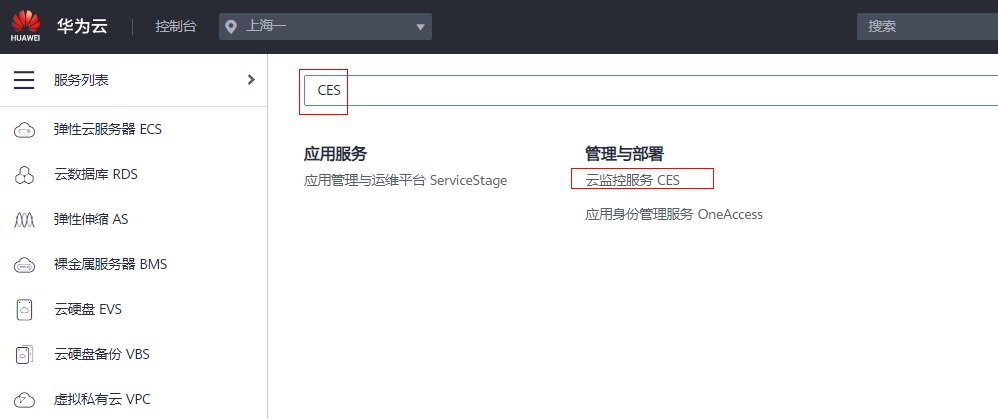 HUAWEI 华为云 控制台 上海一 搜索
服务列表
CES
弹性云服务器 ECS
云数据库 RDS
弹性伸缩 AS
裸金属服务器 BMS
云硬盘 EVS
云硬盘备份 VBS
虚拟私有云 VPC
应用服务
应用管理与运维平台 ServiceStage
管理与部署
云监控服务 CES
应用身份管理服务 OneAccess